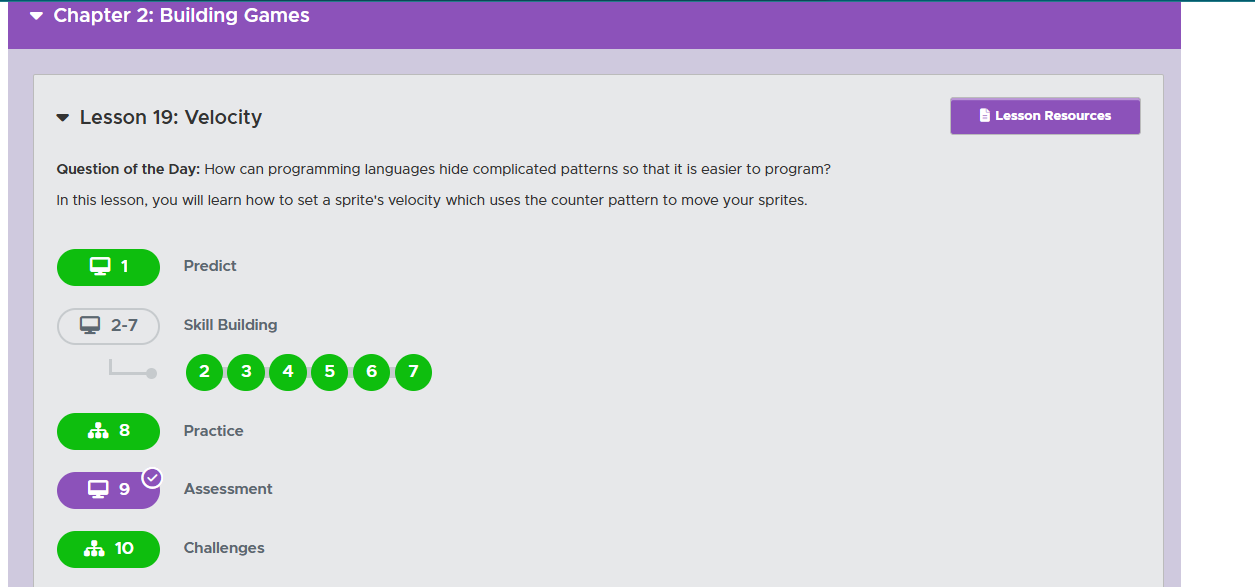 Chapter 2: Building Games
Lesson 19: Velocity
Lesson Resources
Question of the Day: How can programming languages hide complicated patterns so that it is easier to program?
In this lesson, you will learn how to set a sprite's velocity which uses the counter pattern to move your sprites.
1 Predict
2-7 Skill Building
2 3 4 5 6 7
8 Practice
9 Assessment
10 Challenges